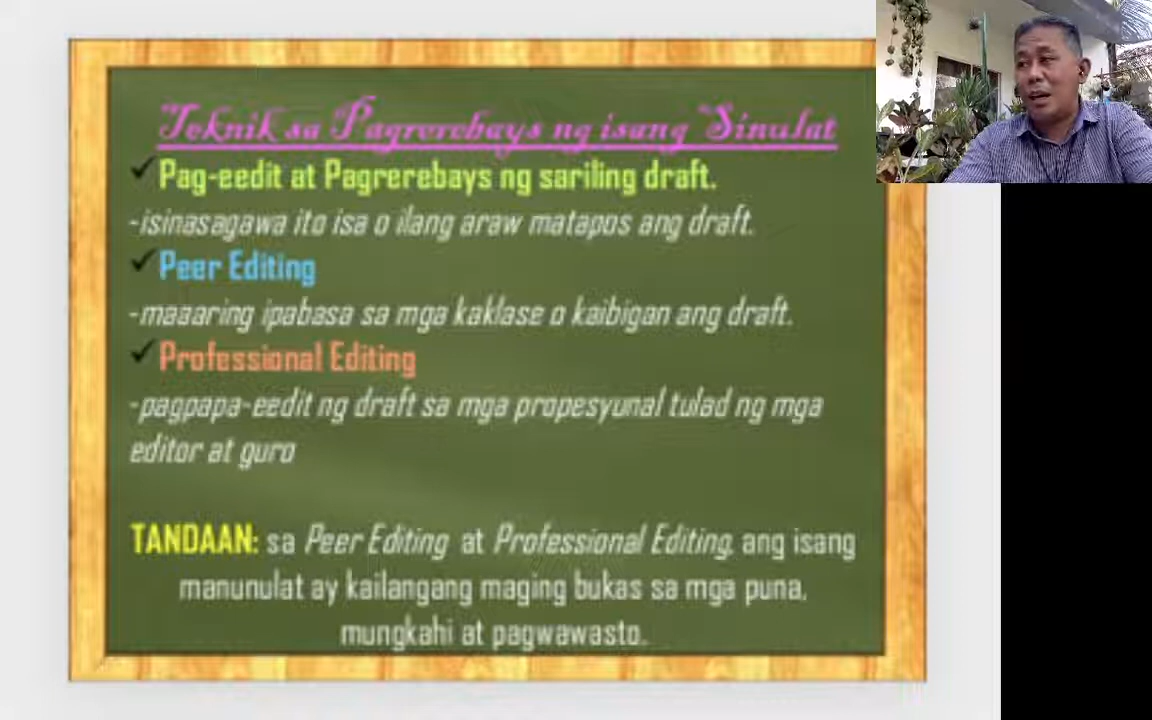 Teknik sa Pagrerebays ng isang Sinulat
Pag-eedit at Pagrerebays ng sariling draft.
-isinasagawa ito isa o ilang araw matapos ang draft.
Peer Editing
-maaaring ipabasa sa mga kaklase o kaibigan ang draft.
Professional Editing
-pagpapa-eedit ng draft sa mga propesyunal tulad ng mga
editor at guro
TANDAAN: sa Peer Editing at Professional Editing, ang isang
manunulat ay kailangang maging bukas sa mga puna,
mungkahi at pagwawasto.